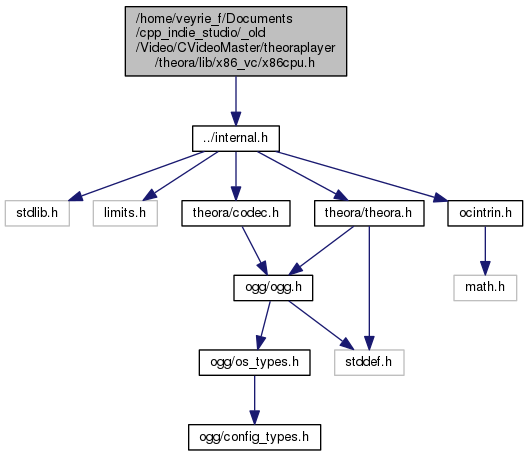 /home/veyrie_f/Documents
/cpp_indie_studio/_old
/Video/CVideoMaster/theoraplayer
/theora/lib/x86_vc/x86cpu.h
../internal.h
stdlib.h
limits.h
theora/codec.h
theora/theora.h
ocintrin.h
ogg/ogg.h
math.h
ogg/os_types.h
stddef.h
ogg/config_types.h